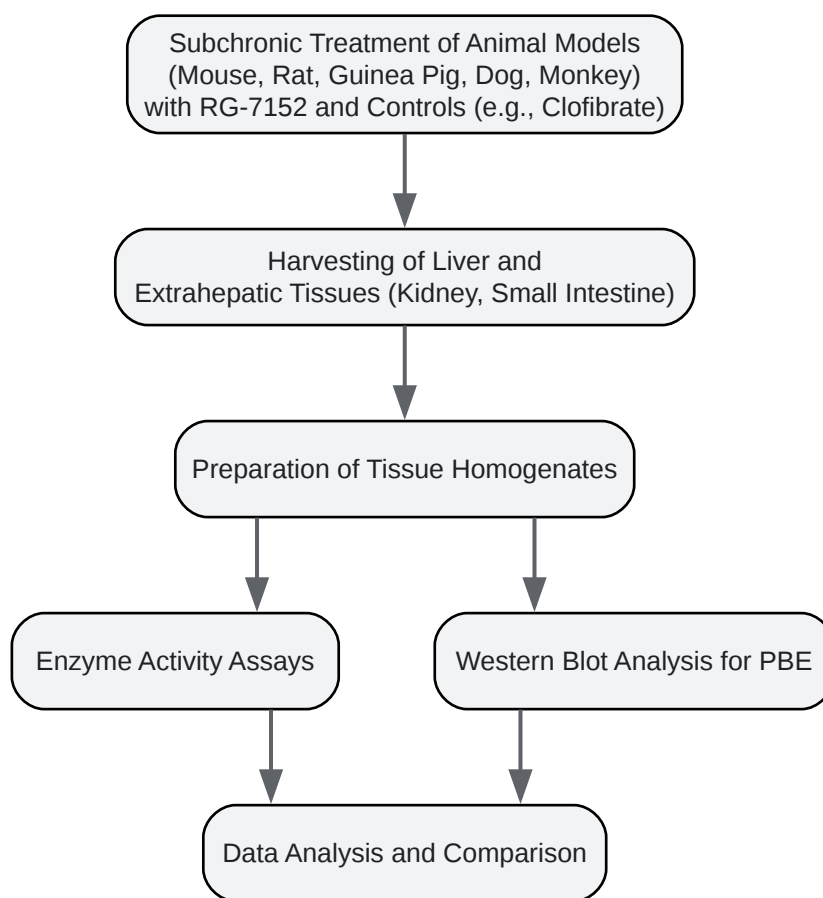 Subchronic Treatment of Animal Models
(Mouse, Rat, Guinea Pig, Dog, Monkey)
with RG-7152 and Controls (e.g., Clofibrate)
Harvesting of Liver and
Extrahepatic Tissues (Kidney, Small Intestine)
Preparation of Tissue Homogenates
Enzyme Activity Assays
Western Blot Analysis for PBE
Data Analysis and Comparison